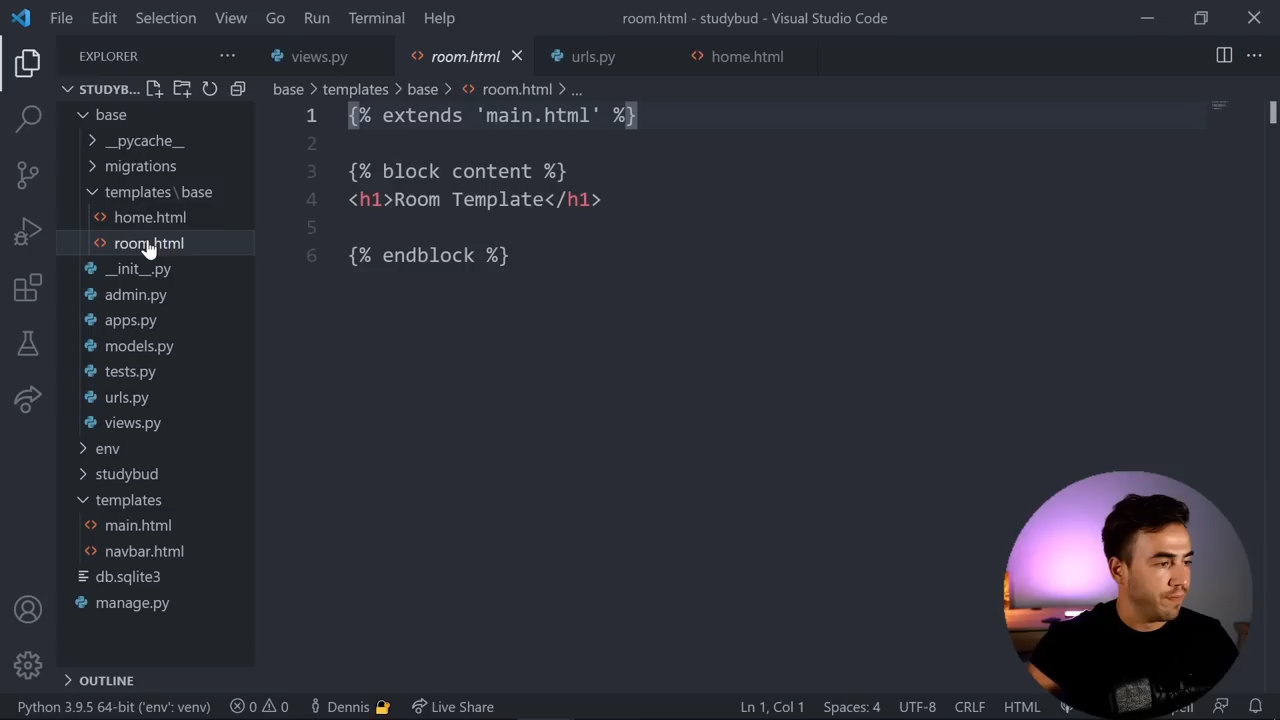 File Edit Selection View Go Run Terminal Help room.html - studybud - Visual Studio Code
EXPLORER views.py room.html urls.py home.html
STUDYB... base templates base room.html ...
base
__pycache__
migrations
templates\base
home.html
room.html
__init__.py
admin.py
apps.py
models.py
tests.py
urls.py
views.py
env
studybud
templates
main.html
navbar.html
db.sqlite3
manage.py
OUTLINE
1 {% extends 'main.html' %}
2
3 {% block content %}
4 <h1>Room Template</h1>
5
6 {% endblock %}
Python 3.9.5 64-bit ('env': venv) 0 0 Dennis Live Share Ln 1, Col 1 Spaces: 4 UTF-8 CRLF HTML